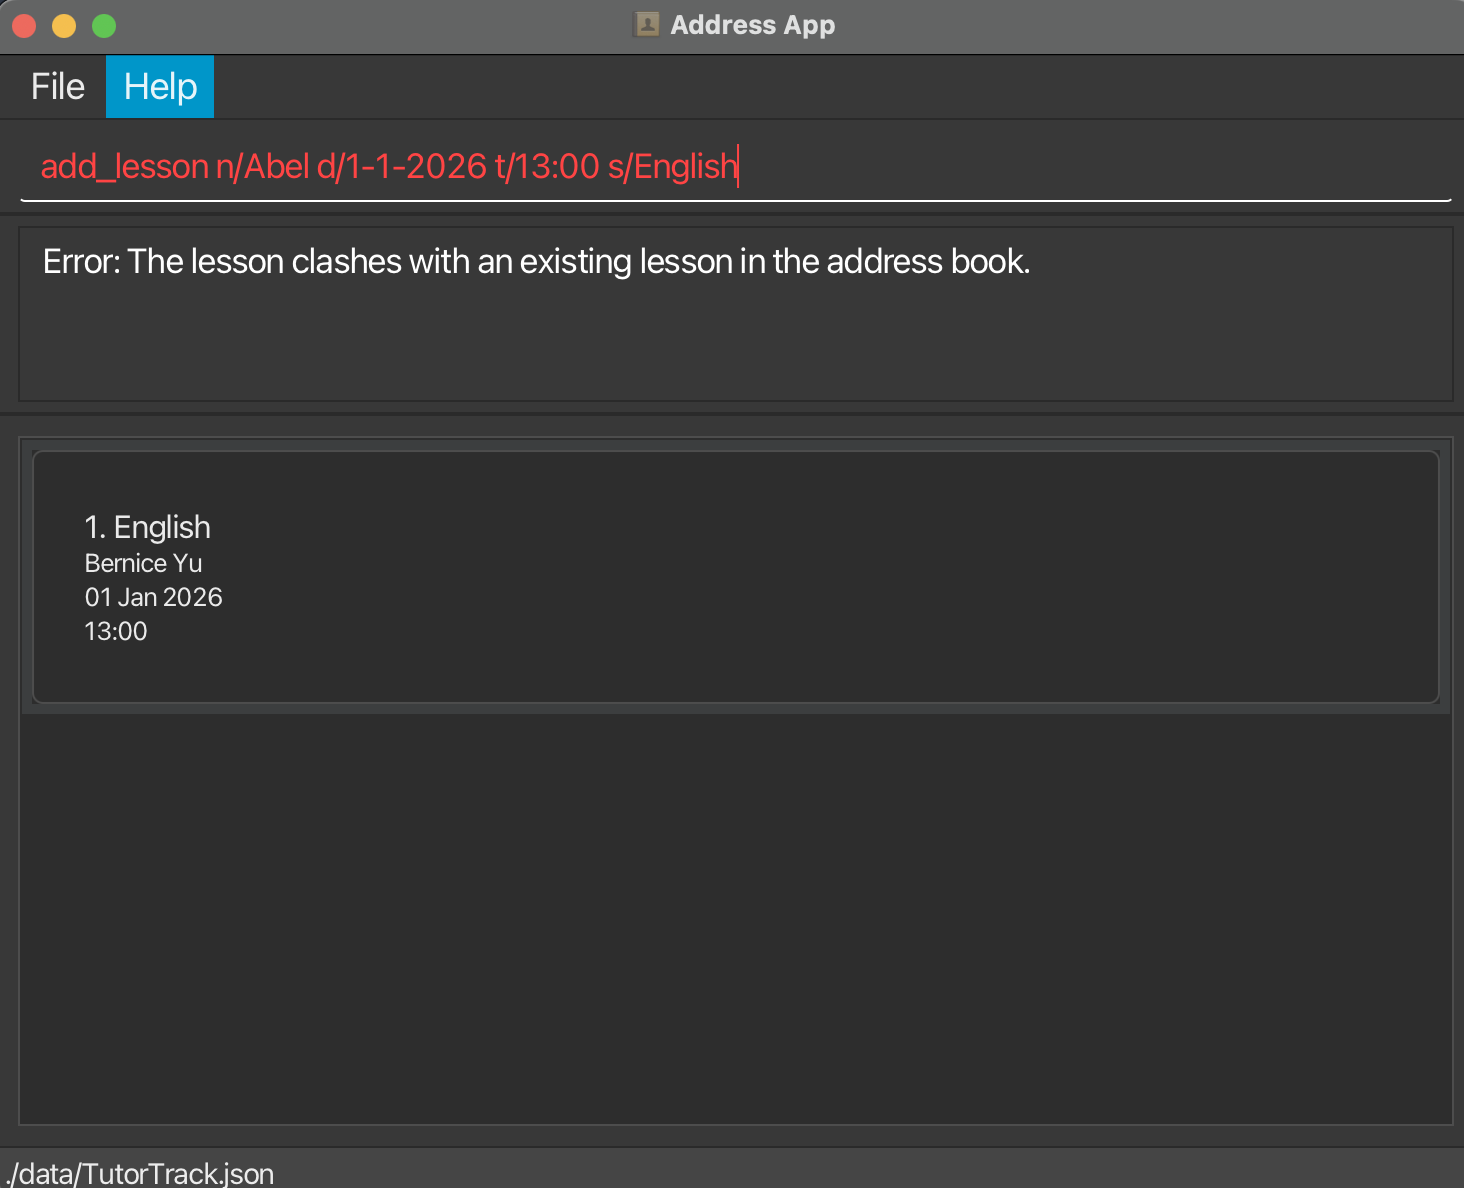 Address App
File Help
add_lesson n/Abel d/1-1-2026 t/13:00 s/English
Error: The lesson clashes with an existing lesson in the address book.
1. English
Bernice Yu
01 Jan 2026
13:00
./data/TutorTrack.json